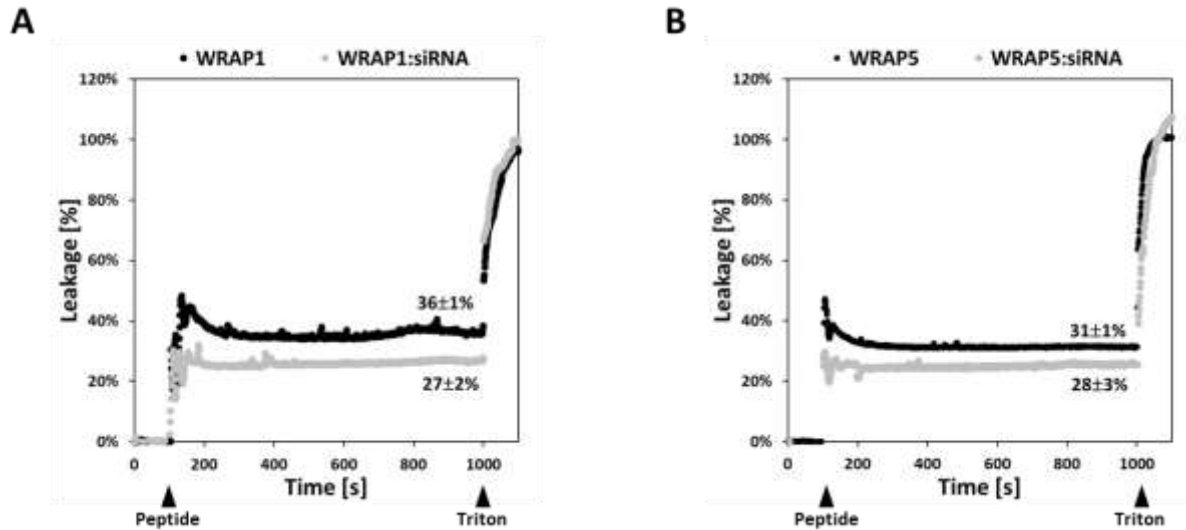 A
WRAP1 WRAP1:siRNA
120%
100%
80%
60%
40%
20%
0%
Leakage [%]
36±1%
27±2%
0 200 400 600 800 1000
Time [s]
Peptide Triton
B
WRAP5 WRAP5:siRNA
120%
100%
80%
60%
40%
20%
0%
Leakage [%]
31±1%
28±3%
0 200 400 600 800 1000
Time [s]
Peptide Triton